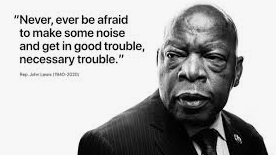 “Never, ever be afraid
to make some noise
and get in good trouble,
necessary trouble.”
Rep. John Lewis (1940-2020)